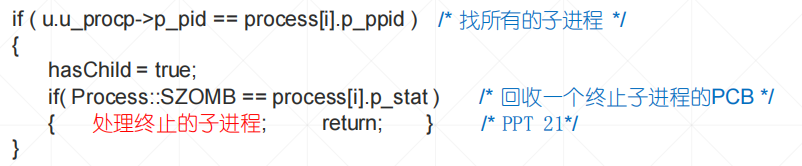 if ( u.u_procp->p_pid == process[i].p_ppid ) /* 找所有的子进程 */
{
hasChild = true;
if( Process::SZOMB == process[i].p_stat ) /* 回收一个终止子进程的PCB */
{ 处理终止的子进程; return; } /* PPT 21*/
}